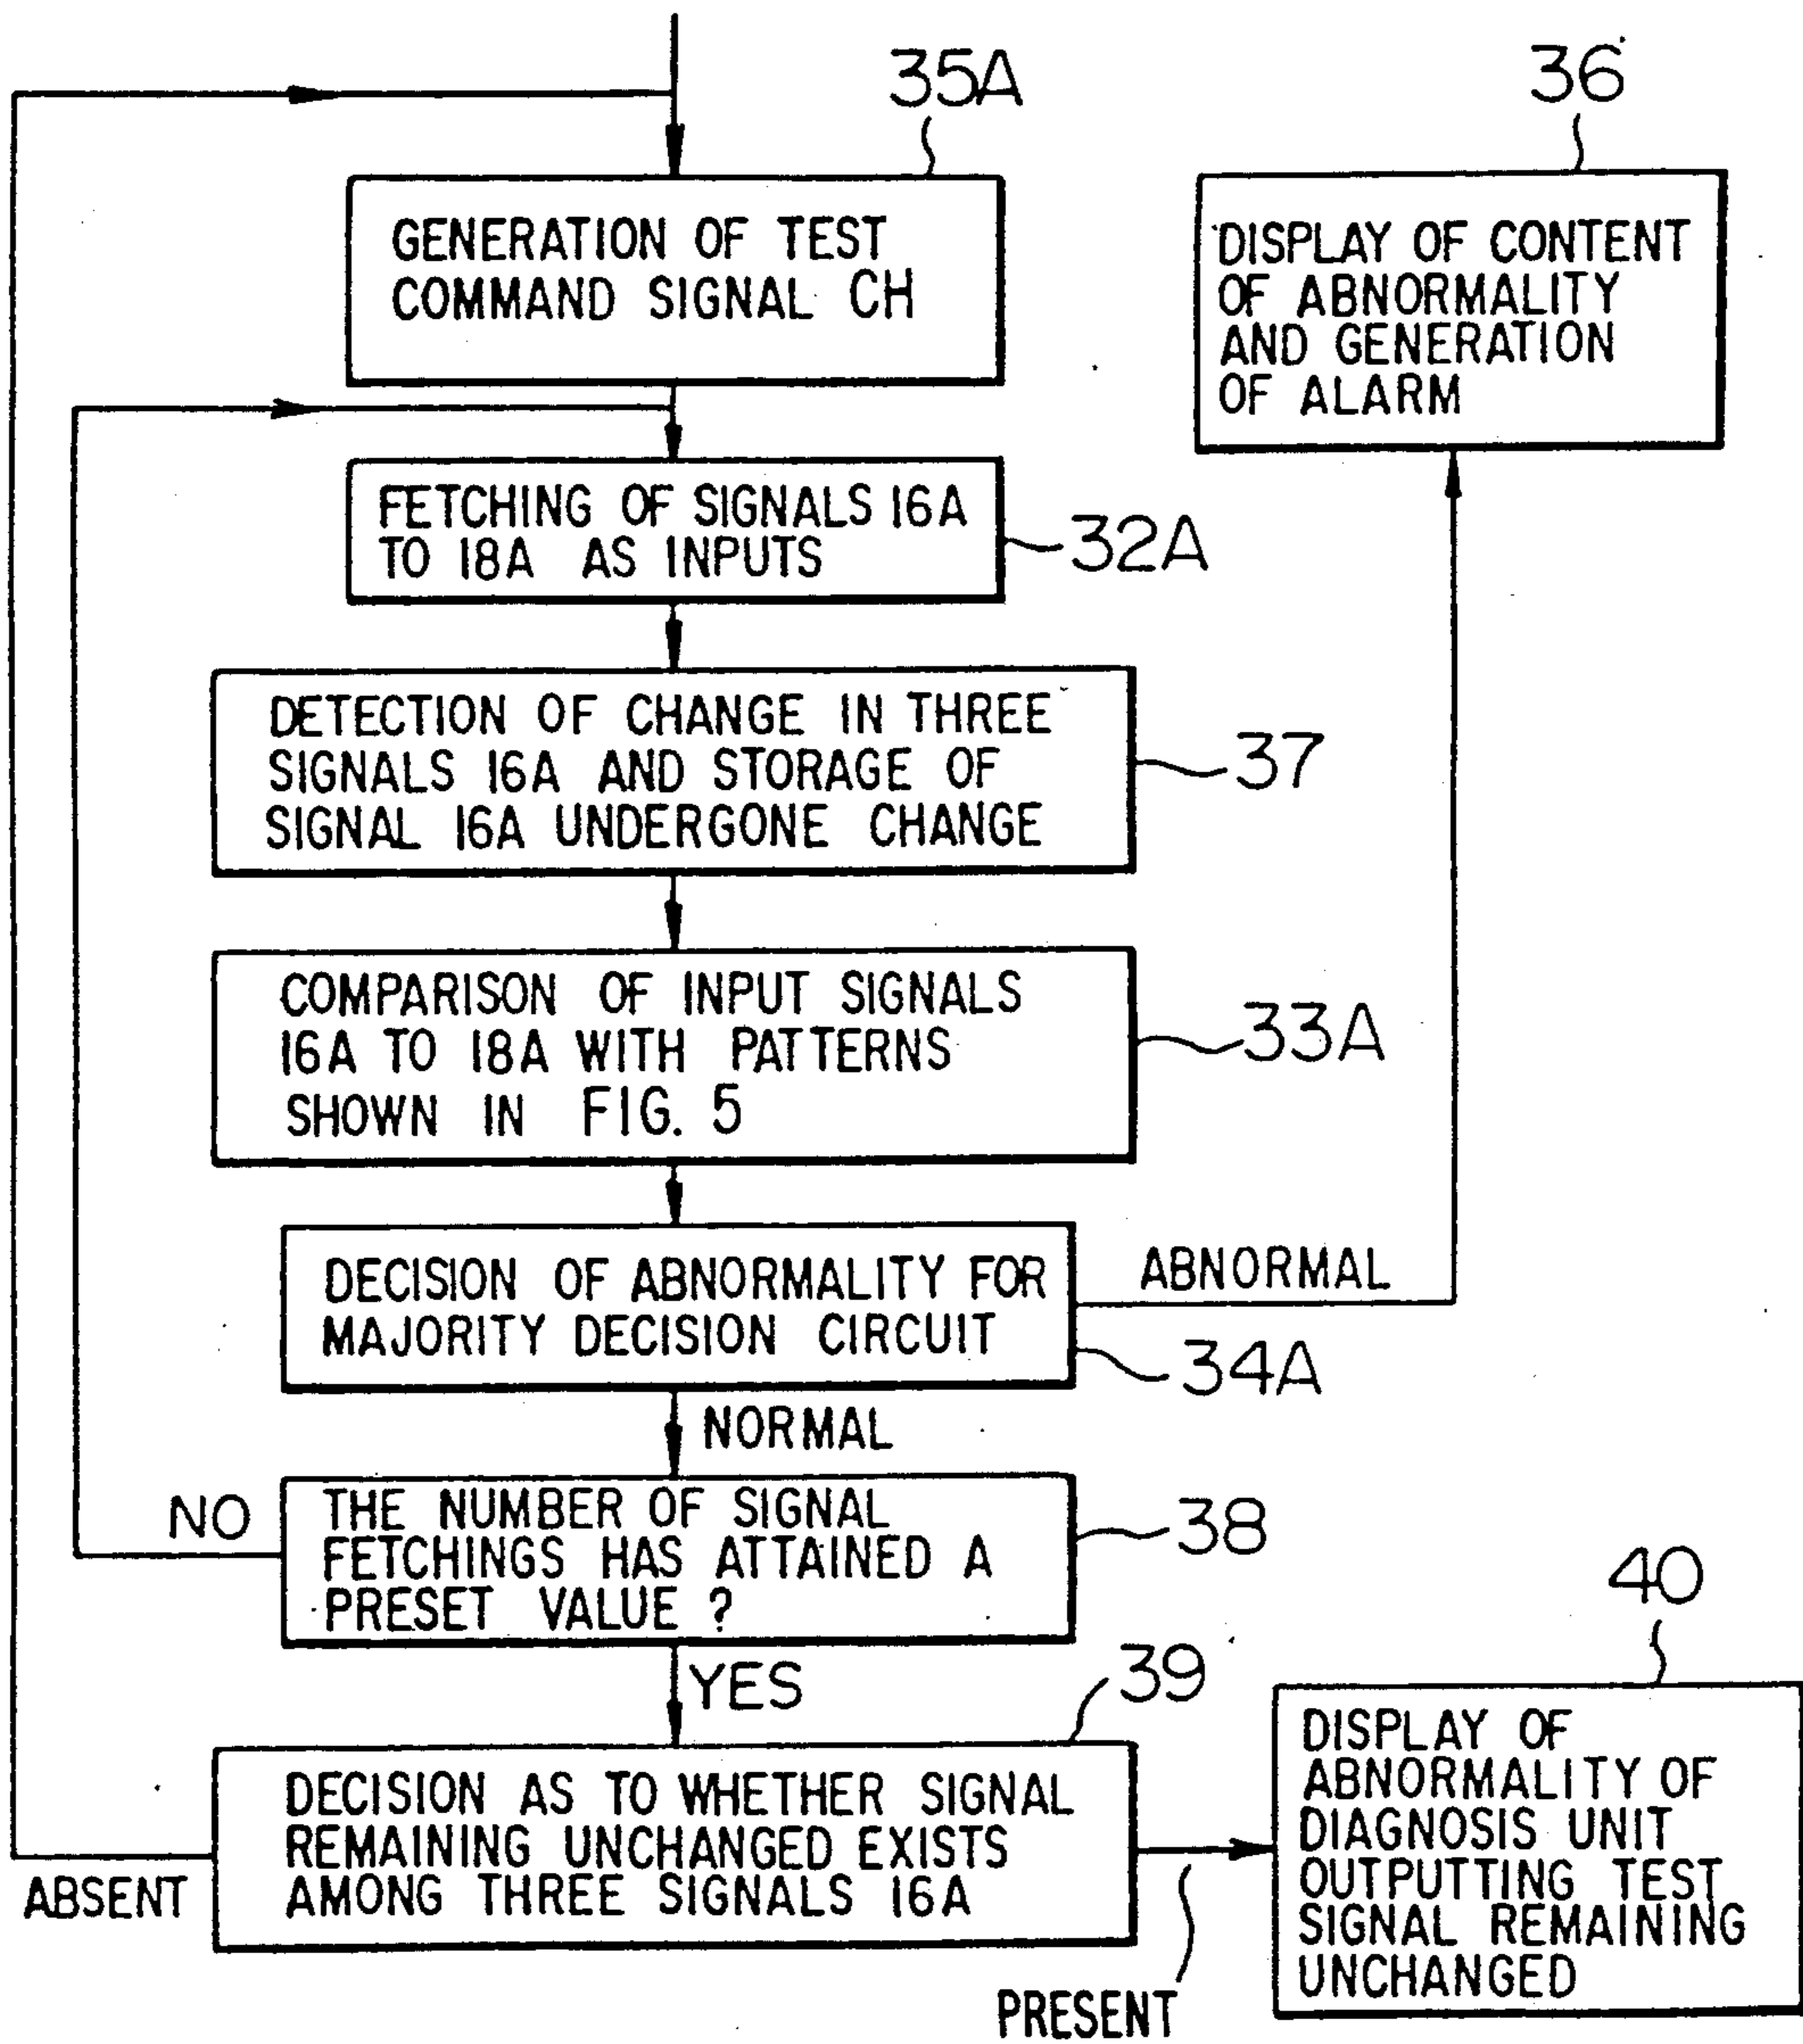 35A
GENERATION OF TEST
COMMAND SIGNAL CH
36
DISPLAY OF CONTENT
OF ABNORMALITY
AND GENERATION
OF ALARM
FETCHING OF SIGNALS 16A
TO 18A AS INPUTS
32A
DETECTION OF CHANGE IN THREE
SIGNALS 16A AND STORAGE OF
SIGNAL 16A UNDERGONE CHANGE
37
COMPARISON OF INPUT SIGNALS
16A TO 18A WITH PATTERNS
SHOWN IN FIG. 5
33A
DECISION OF ABNORMALITY FOR
MAJORITY DECISION CIRCUIT
ABNORMAL
34A
NORMAL
NO
THE NUMBER OF SIGNAL
FETCHINGS HAS ATTAINED A
PRESET VALUE ?
38
YES
39
DECISION AS TO WHETHER SIGNAL
REMAINING UNCHANGED EXISTS
AMONG THREE SIGNALS 16A
ABSENT
PRESENT
40
DISPLAY OF
ABNORMALITY OF
DIAGNOSIS UNIT
OUTPUTTING TEST
SIGNAL REMAINING
UNCHANGED